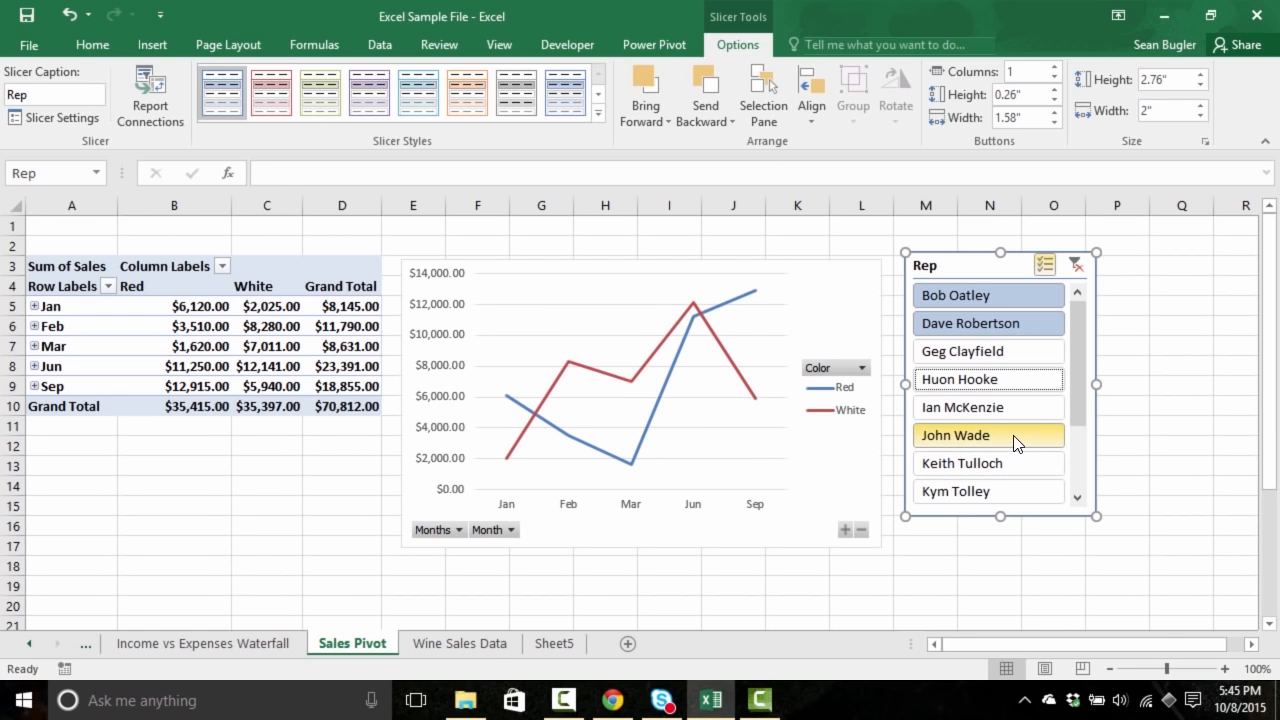 Excel Sample File - Excel
Slicer Tools
File Home Insert Page Layout Formulas Data Review View Developer Power Pivot Options Tell me what you want to do... Sean Bugler Share
Slicer Caption:
Rep
Slicer Settings
Report Connections
Bring Forward
Send Backward
Selection Pane
Align
Group
Rotate
Columns: 1
Height: 0.26"
Width: 1.58"
Height: 2.76"
Width: 2"
Slicer Slicer Styles Arrange Buttons Size
Rep fx
A B C D E F G H I J K L M N O P Q R
1
2
3 Sum of Sales Column Labels
4 Row Labels Red White Grand Total
5 Jan $6,120.00 $2,025.00 $8,145.00
6 Feb $3,510.00 $8,280.00 $11,790.00
7 Mar $1,620.00 $7,011.00 $8,631.00
8 Jun $11,250.00 $12,141.00 $23,391.00
9 Sep $12,915.00 $5,940.00 $18,855.00
10 Grand Total $35,415.00 $35,397.00 $70,812.00
11
12
13
14
15
16
17
18
19
20
21
$14,000.00
$12,000.00
$10,000.00
$8,000.00
$6,000.00
$4,000.00
$2,000.00
$0.00
Jan Feb Mar Jun Sep
Color
Red
White
Months Month
Rep
Bob Oatley
Dave Robertson
Geg Clayfield
Huon Hooke
Ian McKenzie
John Wade
Keith Tulloch
Kym Tolley
... Income vs Expenses Waterfall Sales Pivot Wine Sales Data Sheet5
Ready 100%
Ask me anything
5:45 PM
10/8/2015